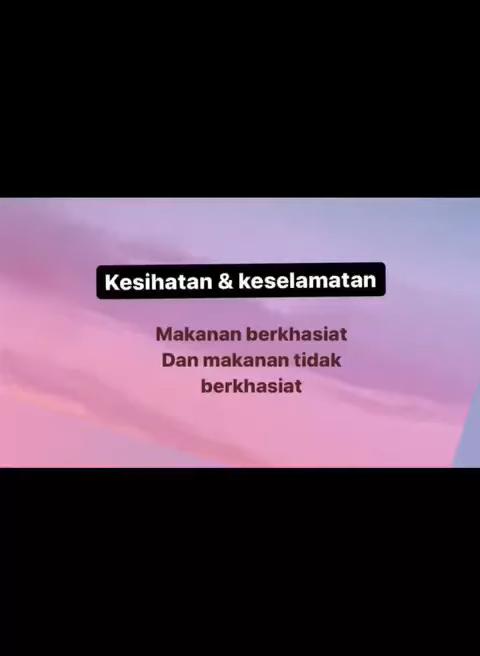 Kesihatan & keselamatan
Makanan berkhasiat
Dan makanan tidak
berkhasiat